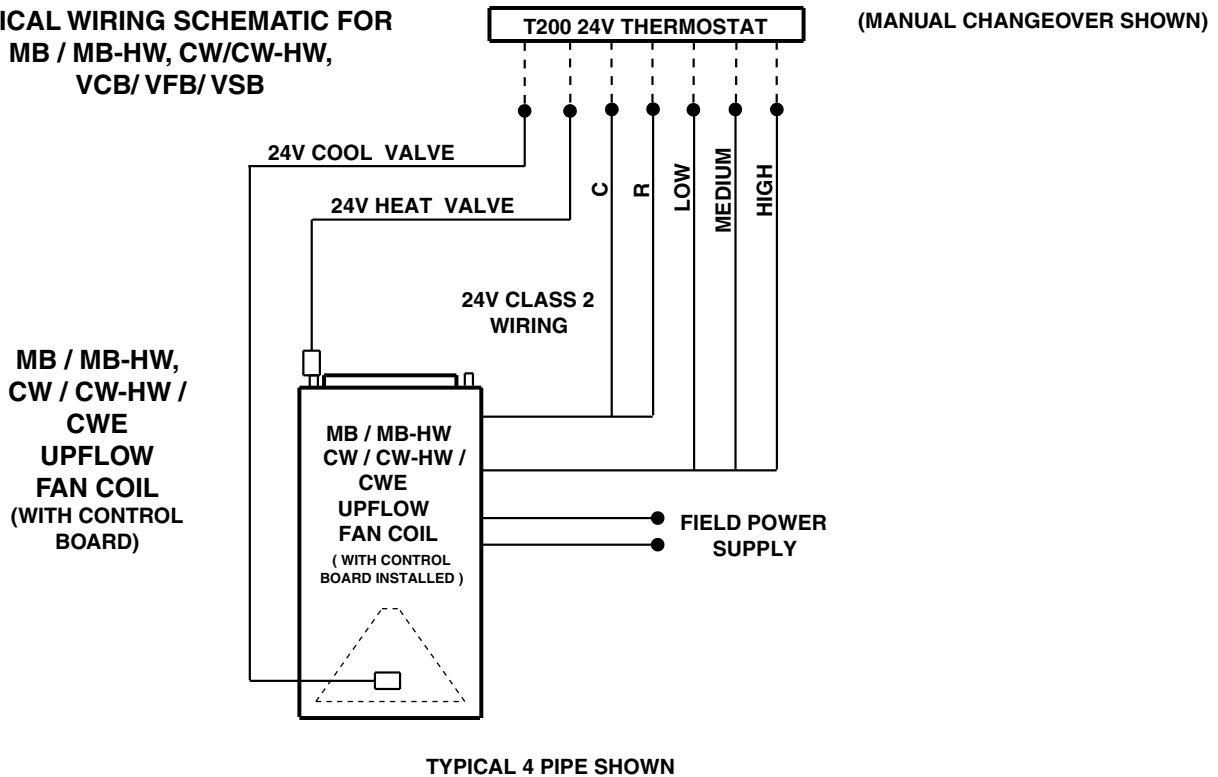 ICAL WIRING SCHEMATIC FOR
MB / MB-HW, CW/CW-HW,
VCB/ VFB/ VSB
T200 24V THERMOSTAT
(MANUAL CHANGEOVER SHOWN)
24V COOL VALVE
24V HEAT VALVE
C
R
LOW
MEDIUM
HIGH
24V CLASS 2
WIRING
MB / MB-HW,
CW / CW-HW /
CWE
UPFLOW
FAN COIL
(WITH CONTROL
BOARD)
MB / MB-HW
CW / CW-HW /
CWE
UPFLOW
FAN COIL
( WITH CONTROL
BOARD INSTALLED )
FIELD POWER
SUPPLY
TYPICAL 4 PIPE SHOWN